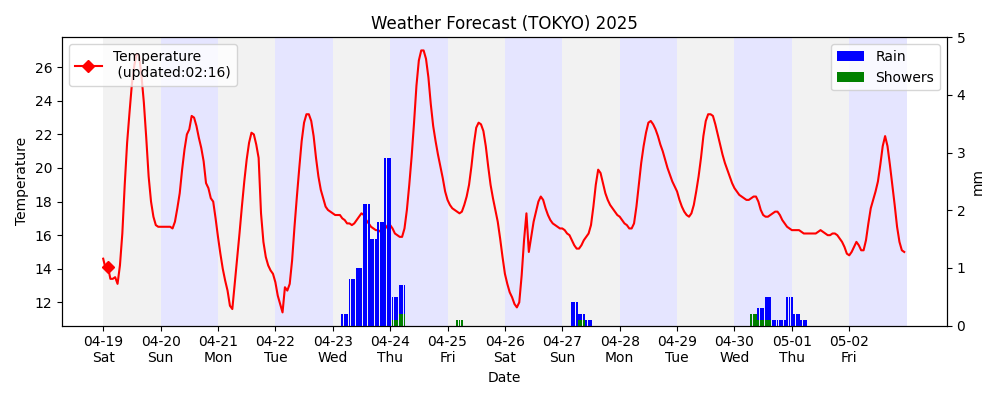 Weather Forecast (TOKYO) 2025
Temperature
(updated:02:16)
Rain
Showers
Temperature
26
24
22
20
18
16
14
12
5
4
3
2
1
0
mm
04-19 04-20 04-21 04-22 04-23 04-24 04-25 04-26 04-27 04-28 04-29 04-30 05-01 05-02
Sat Sun Mon Tue Wed Thu Fri Sat Sun Mon Tue Wed Thu Fri
Date